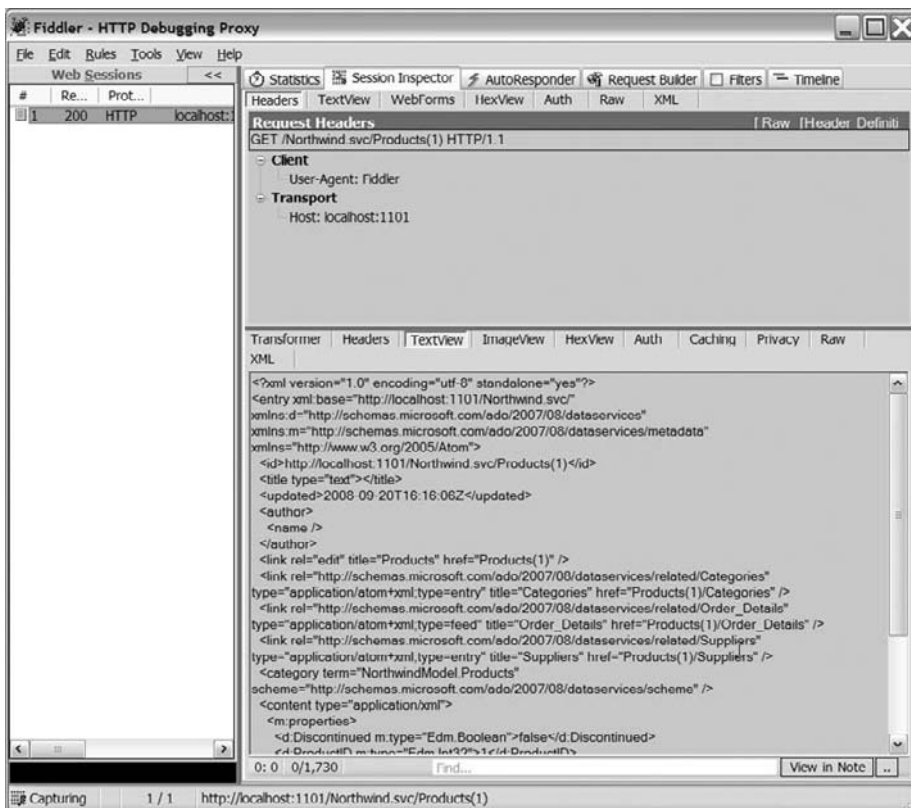 Fiddler - HTTP Debugging Proxy
File Edit Rules Tools View Help
Web Sessions <<
# Re... Prot...
1 200 HTTP localhost:1
Statistics Session Inspector AutoResponder Request Builder Filters Timeline
Headers TextView WebForms HexView Auth Raw XML
Request Headers [ Raw [Header Definiti
GET /Northwind.svc/Products(1) HTTP/1.1
Client
User-Agent: Fiddler
Transport
Host: localhost:1101
Transformer Headers TextView ImageView HexView Auth Caching Privacy Raw
XML
<?xml version="1.0" encoding="utf-8" standalone="yes"?>
<entry xml:base="http://localhost:1101/Northwind.svc/"
xmlns:d="http://schemas.microsoft.com/ado/2007/08/dataservices"
xmlns:m="http://schemas.microsoft.com/ado/2007/08/dataservices/metadata"
xmlns="http://www.w3.org/2005/Atom">
<id>http://localhost:1101/Northwind.svc/Products(1)</id>
<title type="text"></title>
<updated>2008-09-20T16:16:06Z</updated>
<author>
<name />
</author>
<link rel="edit" title="Products" href="Products(1)" />
<link rel="http://schemas.microsoft.com/ado/2007/08/dataservices/related/Categories"
type="application/atom+xml;type=entry" title="Categories" href="Products(1)/Categories" />
<link rel="http://schemas.microsoft.com/ado/2007/08/dataservices/related/Order_Details"
type="application/atom+xml;type=feed" title="Order_Details" href="Products(1)/Order_Details" />
<link rel="http://schemas.microsoft.com/ado/2007/08/dataservices/related/Suppliers"
type="application/atom+xml;type=entry" title="Suppliers" href="Products(1)/Suppliers" />
<category term="NorthwindModel.Products"
scheme="http://schemas.microsoft.com/ado/2007/08/dataservices/scheme" />
<content type="application/xml">
<m:properties>
<d:Discontinued m:type="Edm.Boolean">false</d:Discontinued>
<d:ProductID m:type="Edm.Int32">1</d:ProductID>
0: 0 0/1,730 Find... View in Note ..
Capturing 1 / 1 http://localhost:1101/Northwind.svc/Products(1)